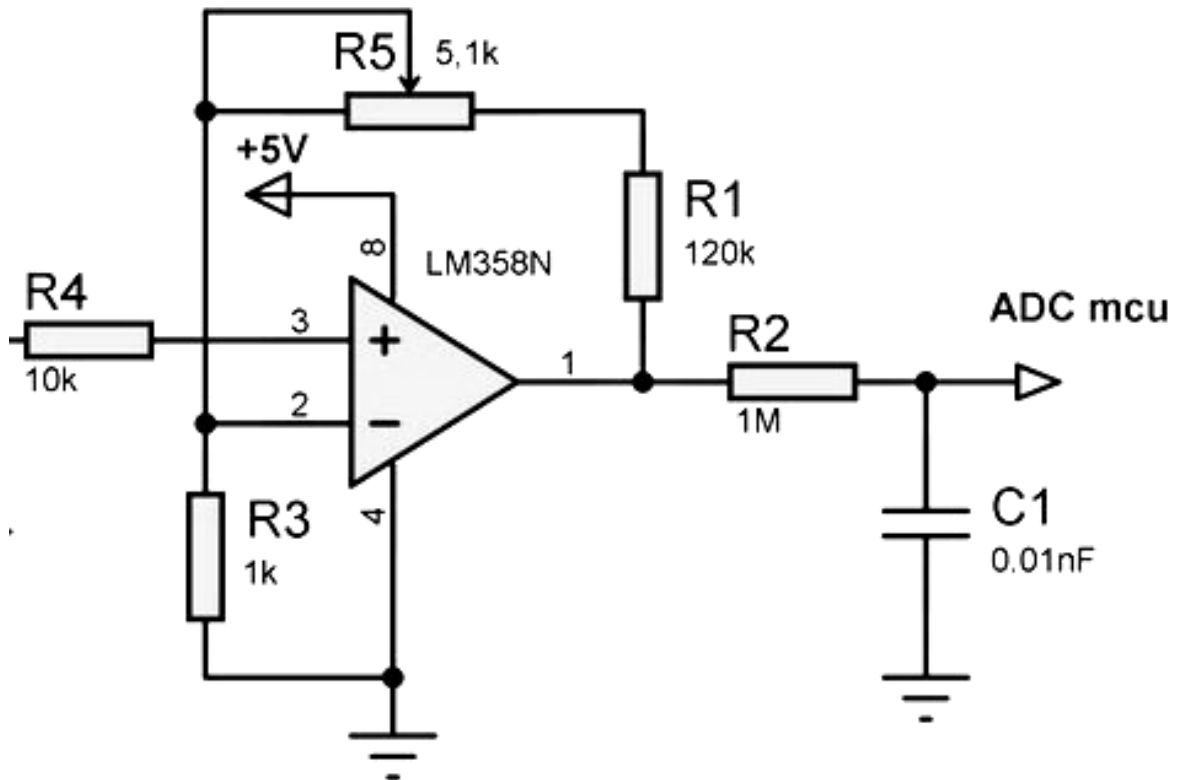 R5
5,1k
+5V
R1
120k
8
LM358N
R4
10k
3
+
1
R2
1M
ADC mcu
2
−
4
R3
1k
C1
0.01nF